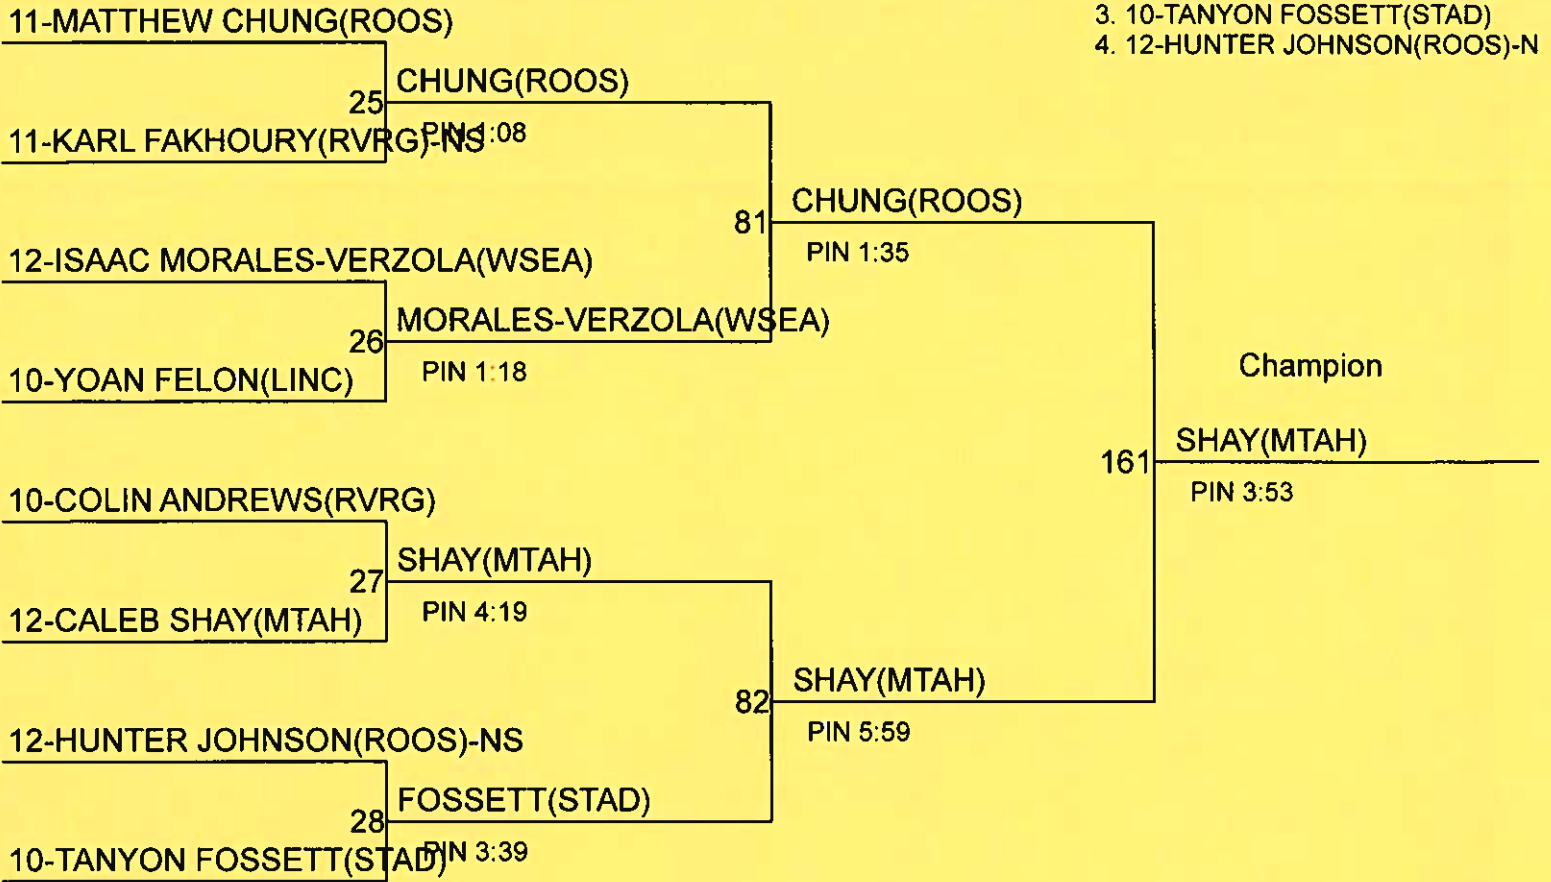 11-MATTHEW CHUNG(ROOS)
3. 10-TANYON FOSSETT(STAD)
4. 12-HUNTER JOHNSON(ROOS)-N
CHUNG(ROOS)
25
PIN 1:08
11-KARL FAKHOURY(RVRG)-NS
CHUNG(ROOS)
81
PIN 1:35
12-ISAAC MORALES-VERZOLA(WSEA)
MORALES-VERZOLA(WSEA)
26
PIN 1:18
10-YOAN FELON(LINC)
Champion
SHAY(MTAH)
161
PIN 3:53
10-COLIN ANDREWS(RVRG)
SHAY(MTAH)
27
PIN 4:19
12-CALEB SHAY(MTAH)
SHAY(MTAH)
82
PIN 5:59
12-HUNTER JOHNSON(ROOS)-NS
FOSSETT(STAD)
28
PIN 3:39
10-TANYON FOSSETT(STAD)